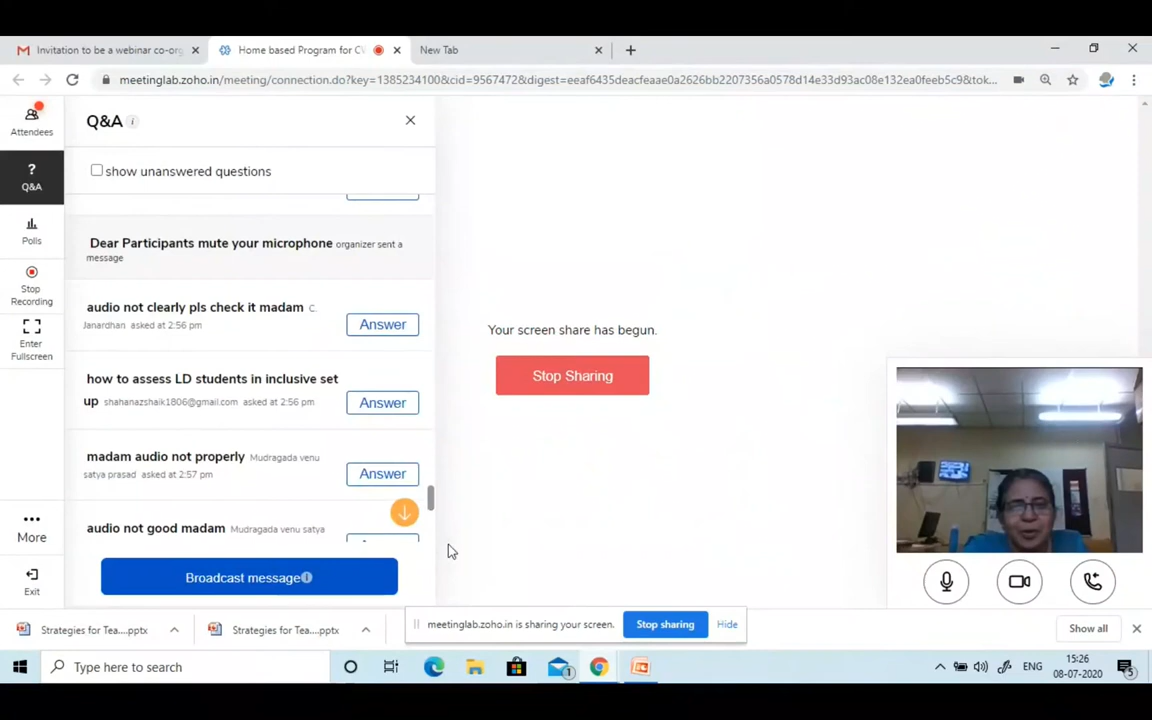 Invitation to be a webinar co-org
Home based Program for CW
New Tab
meetinglab.zoho.in/meeting/connection.do?key=1385234100&cid=9567472&digest=eeaf6435deacfeaae0a2626bb2207356a0578d14e33d93ac08e132ea0feeb5c9&tok...
Attendees
Q&A
show unanswered questions
?
Q&A
Polls
Stop
Recording
Enter
Fullscreen
More
Exit
Dear Participants mute your microphone organizer sent a
message
audio not clearly pls check it madam C.
Janardhan asked at 2:56 pm
Answer
how to assess LD students in inclusive set
up shahanazshaik1806@gmail.com asked at 2:56 pm
Answer
madam audio not properly Mudragada venu
satya prasad asked at 2:57 pm
Answer
audio not good madam Mudragada venu satya
Broadcast message
Your screen share has begun.
Stop Sharing
Strategies for Tea....pptx
Strategies for Tea....pptx
meetinglab.zoho.in is sharing your screen.
Stop sharing
Hide
Show all
Type here to search
1
ENG
15:26
08-07-2020
5